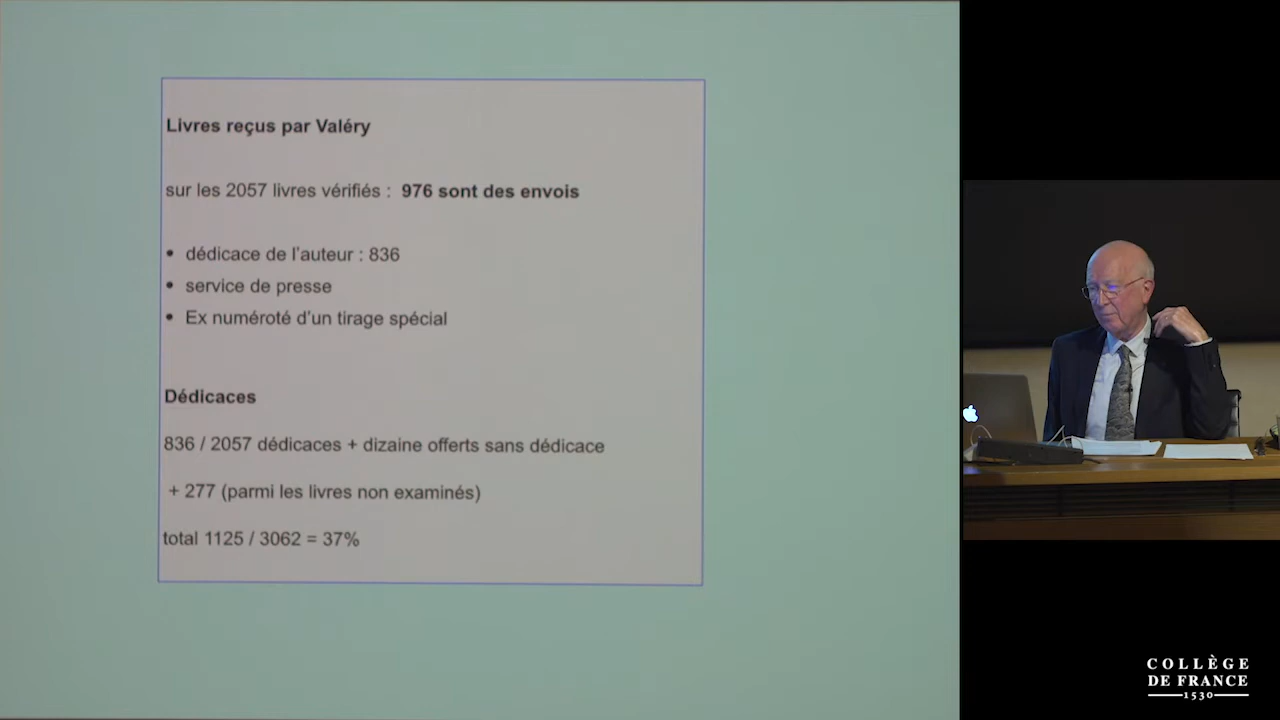 Livres reçus par Valéry
sur les 2057 livres vérifiés : 976 sont des envois
• dédicace de l'auteur : 836
• service de presse
• Ex numéroté d'un tirage spécial
Dédicaces
836 / 2057 dédicaces + dizaine offerts sans dédicace
+ 277 (parmi les livres non examinés)
total 1125 / 3062 = 37%
COLLÈGE
DE FRANCE
1530